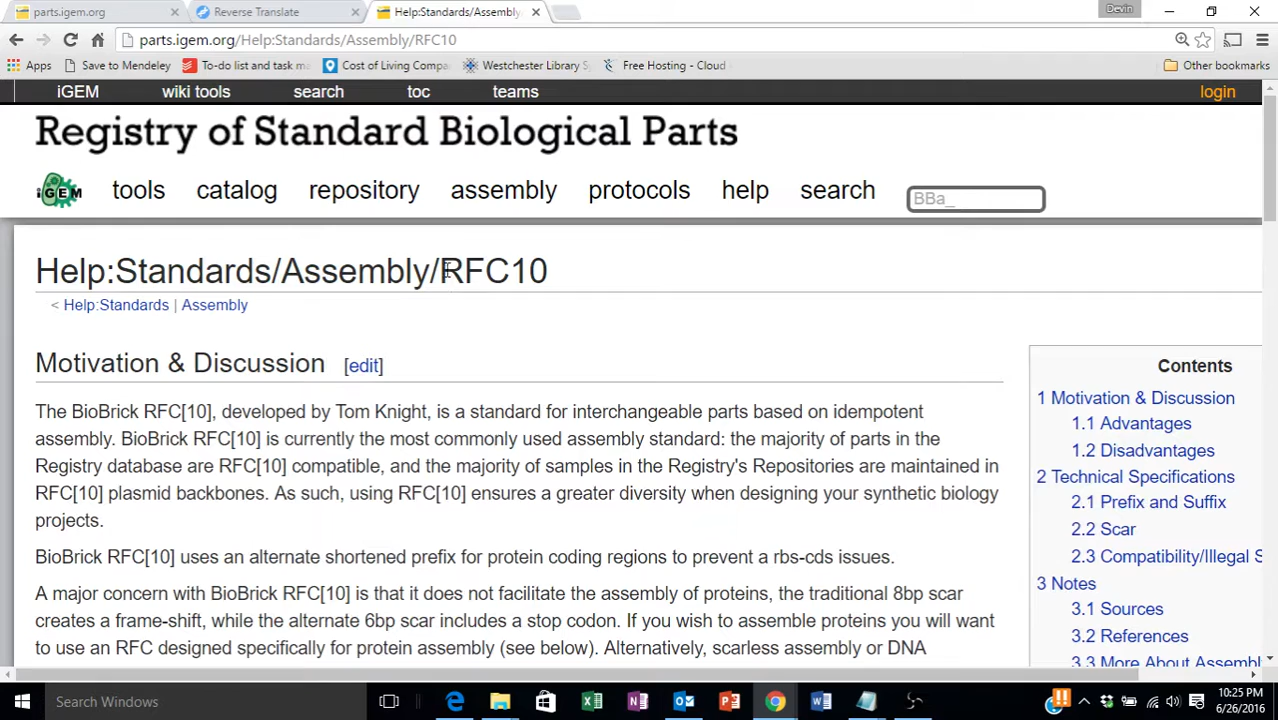 parts.igem.org
Reverse Translate
Help:Standards/Assembly
Devin
parts.igem.org/Help:Standards/Assembly/RFC10
Apps
Save to Mendeley
To-do list and task m
Cost of Living Compa
Westchester Library S
Free Hosting - Cloud
Other bookmarks
iGEM
wiki tools
search
toc
teams
login
Registry of Standard Biological Parts
iGEM
tools
catalog
repository
assembly
protocols
help
search
BBa_
Help:Standards/Assembly/RFC10
< Help:Standards | Assembly
Motivation & Discussion [edit]
The BioBrick RFC[10], developed by Tom Knight, is a standard for interchangeable parts based on idempotent
assembly. BioBrick RFC[10] is currently the most commonly used assembly standard: the majority of parts in the
Registry database are RFC[10] compatible, and the majority of samples in the Registry's Repositories are maintained in
RFC[10] plasmid backbones. As such, using RFC[10] ensures a greater diversity when designing your synthetic biology
projects.
BioBrick RFC[10] uses an alternate shortened prefix for protein coding regions to prevent a rbs-cds issues.
A major concern with BioBrick RFC[10] is that it does not facilitate the assembly of proteins, the traditional 8bp scar
creates a frame-shift, while the alternate 6bp scar includes a stop codon. If you wish to assemble proteins you will want
to use an RFC designed specifically for protein assembly (see below). Alternatively, scarless assembly or DNA
Contents
1 Motivation & Discussion
1.1 Advantages
1.2 Disadvantages
2 Technical Specifications
2.1 Prefix and Suffix
2.2 Scar
2.3 Compatibility/Illegal S
3 Notes
3.1 Sources
3.2 References
3.3 More About Assembl
Search Windows
10:25 PM
6/26/2016